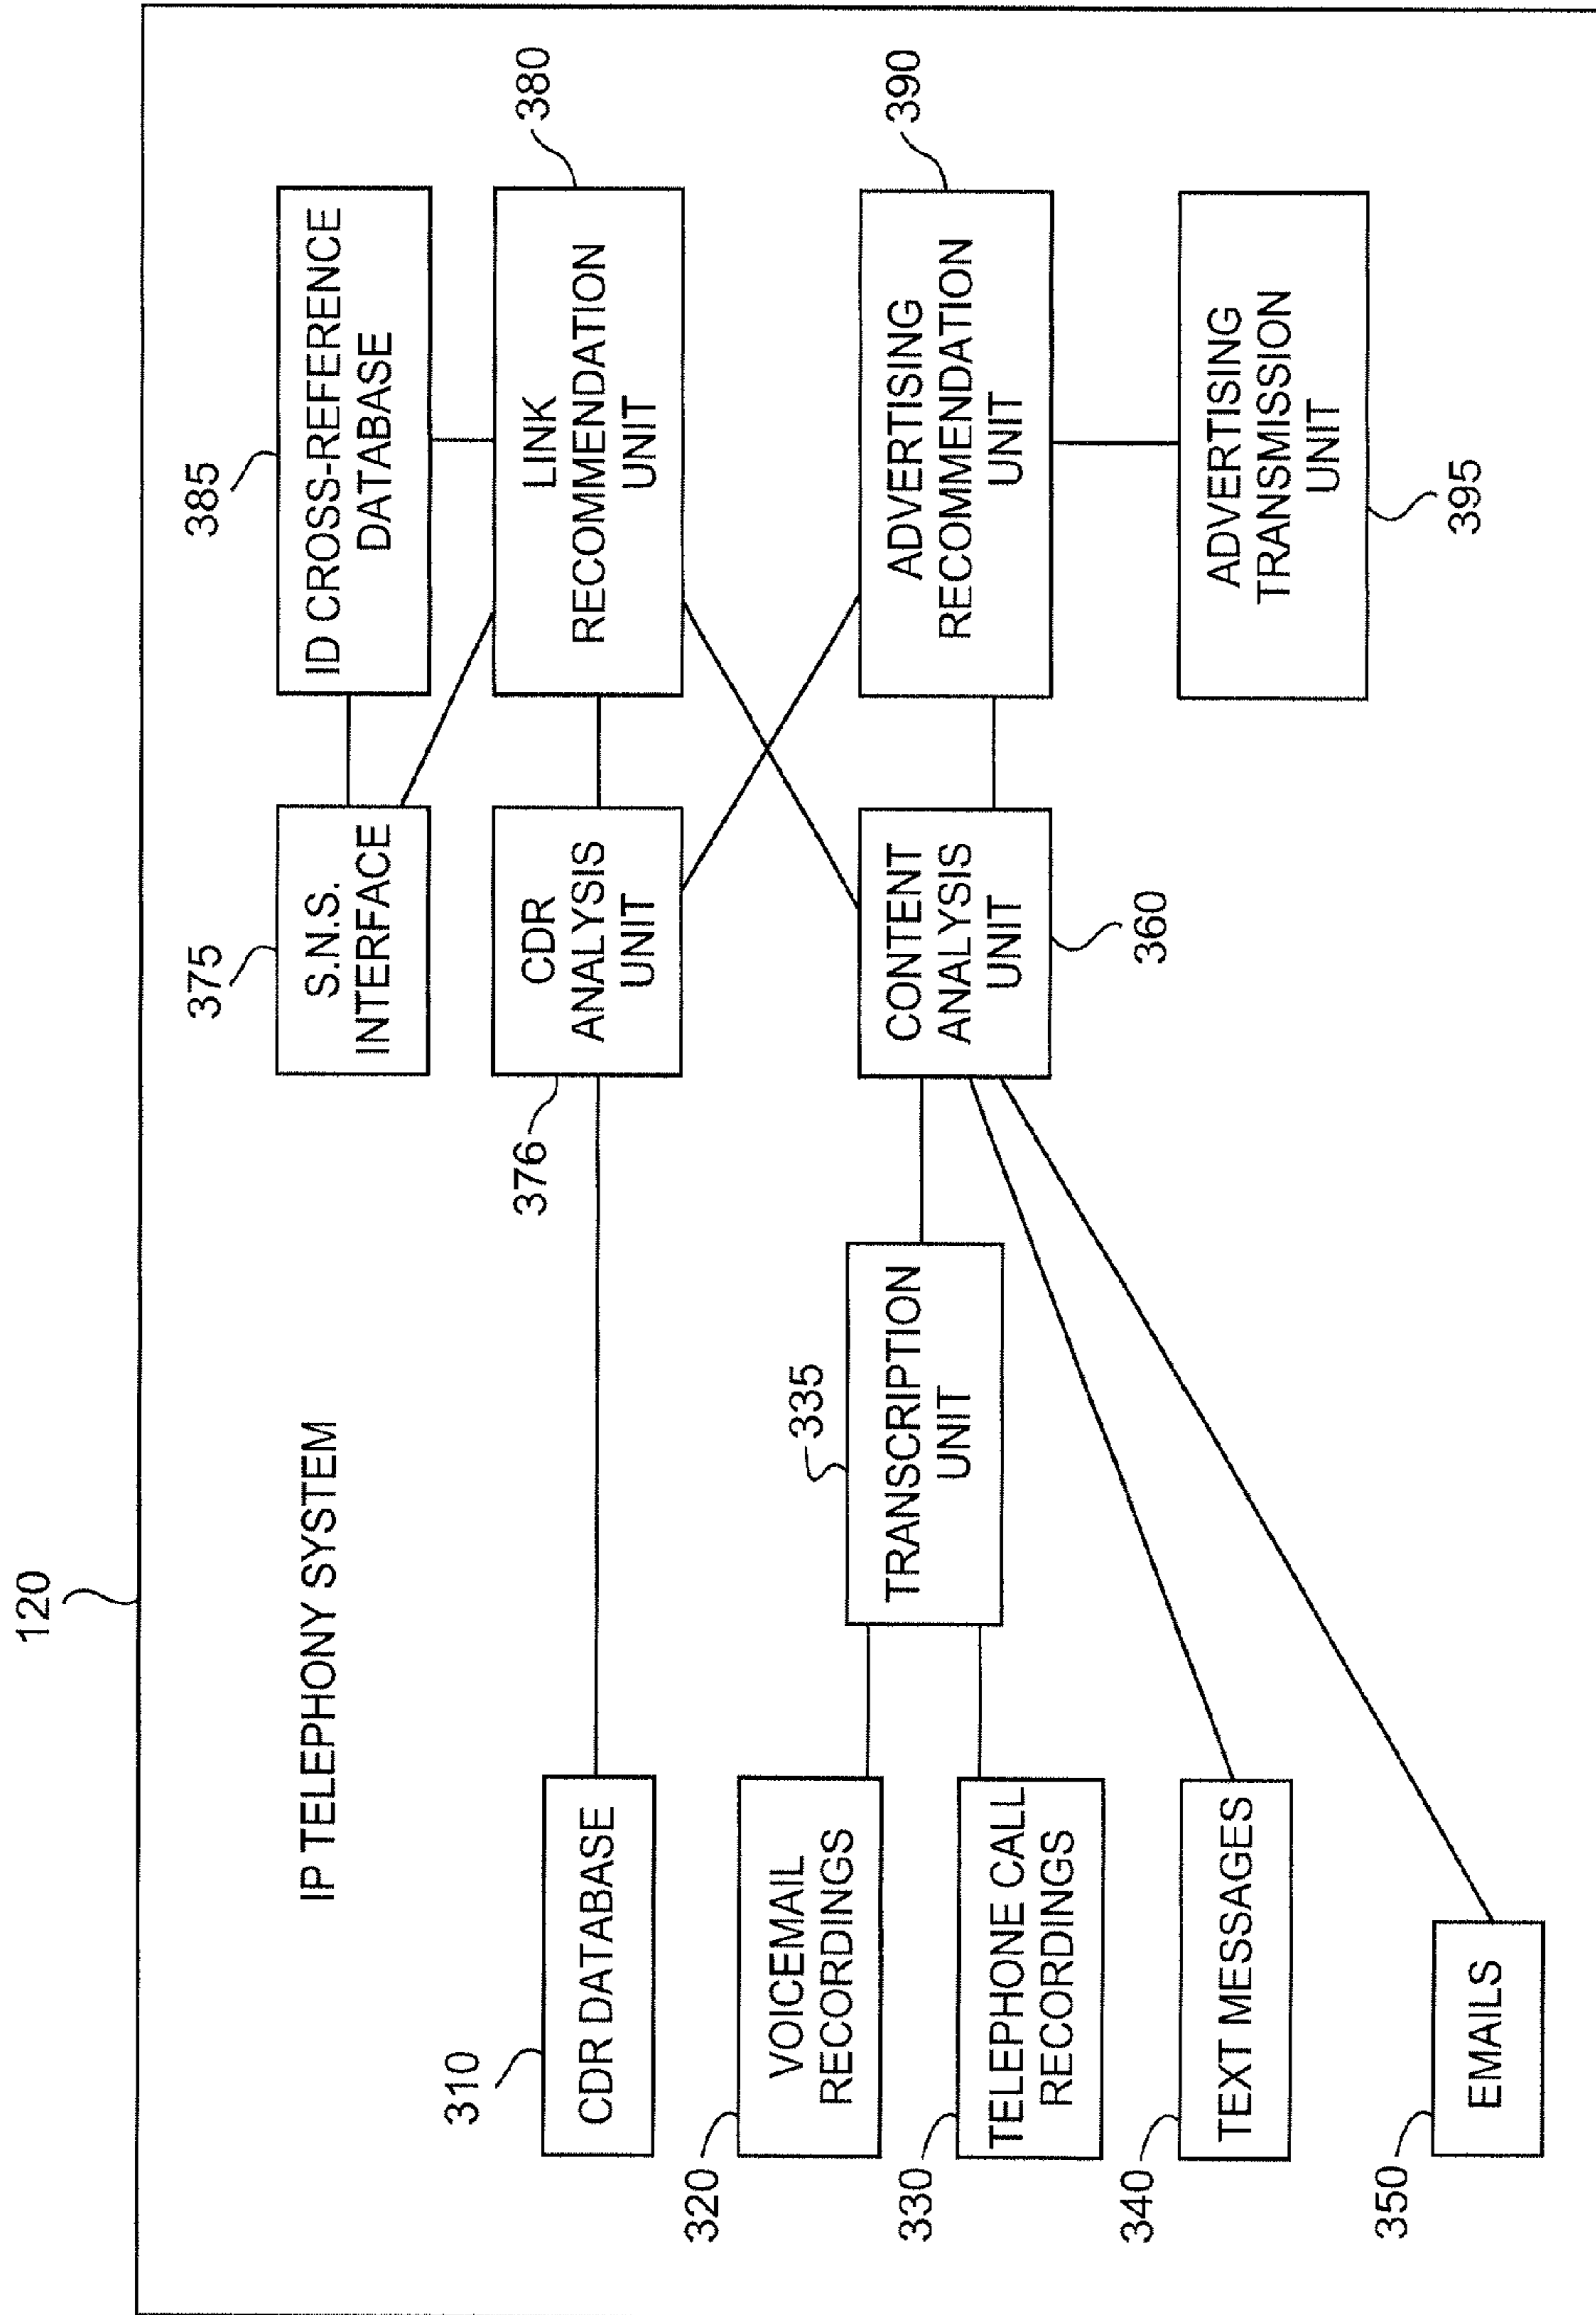 120
IP TELEPHONY SYSTEM
385
ID CROSS-REFERENCE
DATABASE
375
S.N.S.
INTERFACE
380
LINK
RECOMMENDATION
UNIT
376
CDR
ANALYSIS
UNIT
310
CDR DATABASE
320
VOICEMAIL
RECORDINGS
330
TELEPHONE CALL
RECORDINGS
335
TRANSCRIPTION
UNIT
CONTENT
ANALYSIS
UNIT
360
390
ADVERTISING
RECOMMENDATION
UNIT
340
TEXT MESSAGES
ADVERTISING
TRANSMISSION
UNIT
395
350
EMAILS